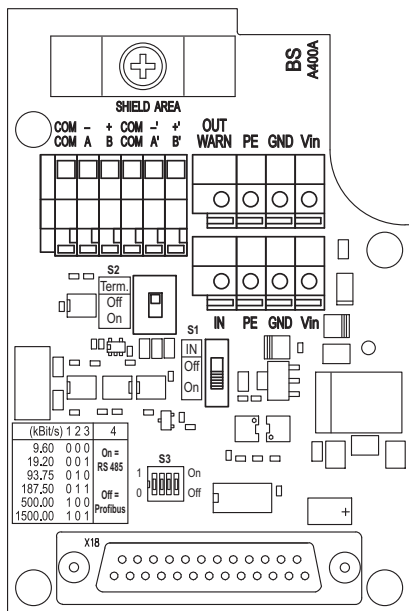 BS
A400A
SHIELD AREA
COM – + COM –' +'
COM A B COM A' B'
OUT
WARN PE GND Vin
IN PE GND Vin
S2
Term.
Off
On
S1
IN
Off
On
(kBit/s) 1 2 3 4
9.60 0 0 0
19.20 0 0 1
93.75 0 1 0
187.50 0 1 1
500.00 1 0 0
1500.00 1 0 1
On =
RS 485
Off =
Profibus
S3
1 On
0 Off
+
X18